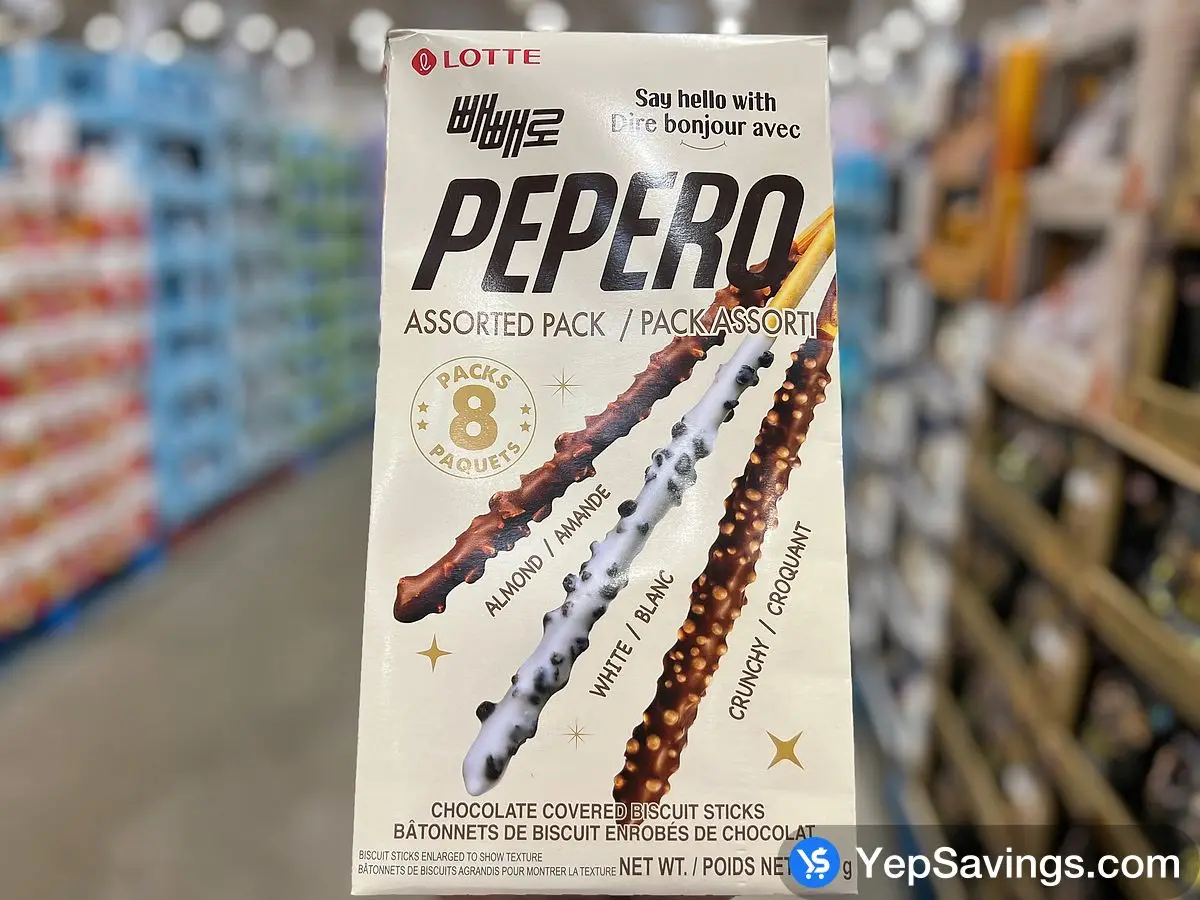 LOTTE
빼빼로
Say hello with
Dire bonjour avec
PEPERO
ASSORTED PACK / PACK ASSORTI
PACKS
8
PAQUETS
ALMOND / AMANDE
WHITE / BLANC
CRUNCHY / CROQUANT
CHOCOLATE COVERED BISCUIT STICKS
BÂTONNETS DE BISCUIT ENROBÉS DE CHOCOLAT
BISCUIT STICKS ENLARGED TO SHOW TEXTURE
BÂTONNETS DE BISCUITS AGRANDIS POUR MONTRER LA TEXTURE
NET WT. / POIDS NET g
YepSavings.com